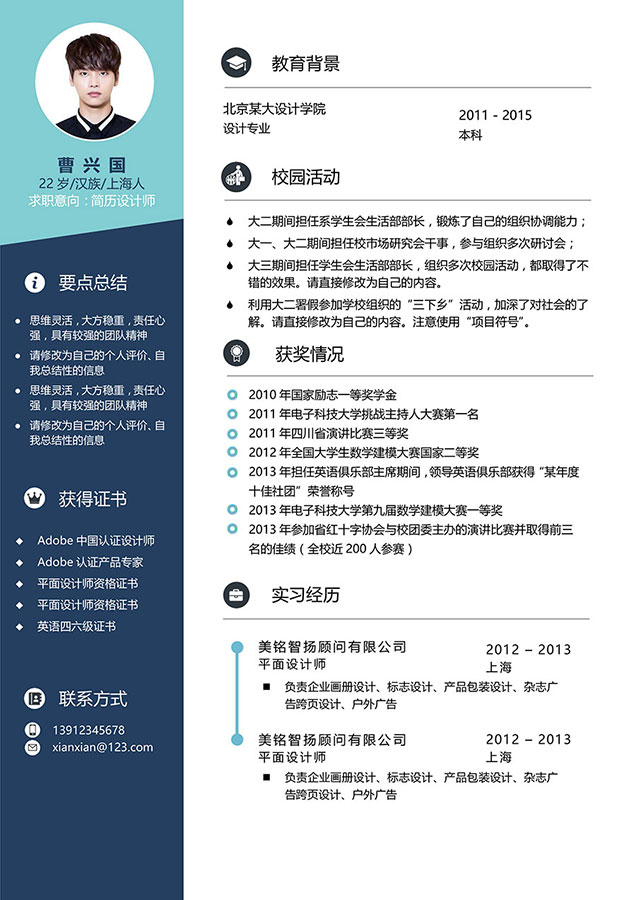 曹兴国
22岁/汉族/上海人
求职意向：简历设计师
要点总结
思维灵活，大方稳重，责任心
强，具有较强的团队精神
请修改为自己的个人评价、自
我总结性的信息
思维灵活，大方稳重，责任心
强，具有较强的团队精神
请修改为自己的个人评价、自
我总结性的信息
获得证书
Adobe 中国认证设计师
Adobe 认证产品专家
平面设计师资格证书
平面设计师资格证书
英语四六级证书
联系方式
13912345678
xianxian@123.com
教育背景
北京某大设计学院
设计专业
2011 - 2015
本科
校园活动
大二期间担任系学生会生活部部长，锻炼了自己的组织协调能力；
大一、大二期间担任校市场研究会干事，参与组织多次研讨会；
大三期间担任学生会生活部部长，组织多次校园活动，都取得了不
错的效果。请直接修改为自己的内容。
利用大二署假参加学校组织的“三下乡”活动，加深了对社会的了
解。请直接修改为自己的内容。注意使用“项目符号”。
获奖情况
2010 年国家励志一等奖学金
2011 年电子科技大学挑战主持人大赛第一名
2011 年四川省演讲比赛三等奖
2012 年全国大学生数学建模大赛国家二等奖
2013 年担任英语俱乐部主席期间，领导英语俱乐部获得“某年度
十佳社团”荣誉称号
2013 年电子科技大学第九届数学建模大赛一等奖
2013 年参加省红十字协会与校团委主办的演讲比赛并取得前三
名的佳绩（全校近 200 人参赛）
实习经历
美铭智扬顾问有限公司
平面设计师
2012 – 2013
上海
负责企业画册设计、标志设计、产品包装设计、杂志广
告跨页设计、户外广告
美铭智扬顾问有限公司
平面设计师
2012 – 2013
上海
负责企业画册设计、标志设计、产品包装设计、杂志广
告跨页设计、户外广告